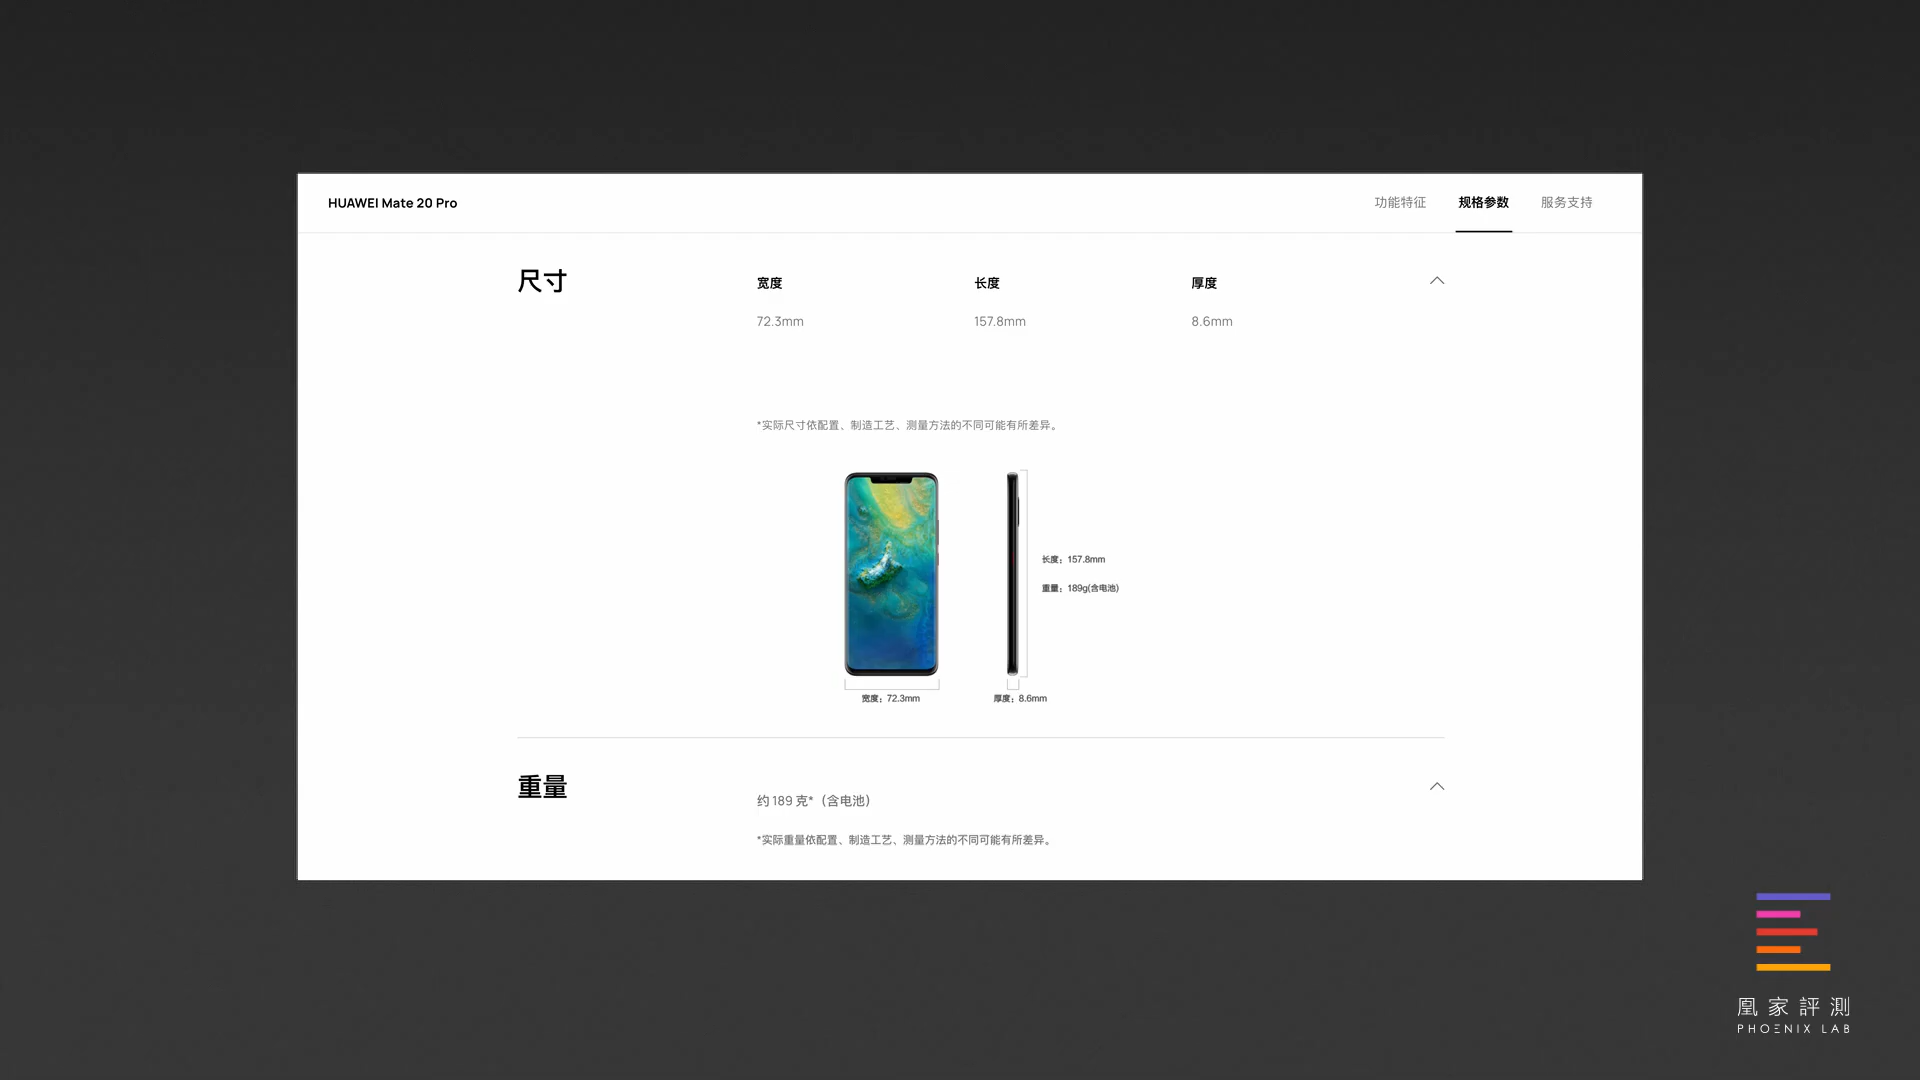 HUAWEI Mate 20 Pro
功能特征
规格参数
服务支持
尺寸
宽度
长度
厚度
72.3mm
157.8mm
8.6mm
*实际尺寸依配置、制造工艺、测量方法的不同可能有所差异。
长度：157.8mm
重量：189g(含电池)
宽度：72.3mm
厚度：8.6mm
重量
约 189 克*（含电池）
*实际重量依配置、制造工艺、测量方法的不同可能有所差异。
凰家評測
PHOENIX LAB